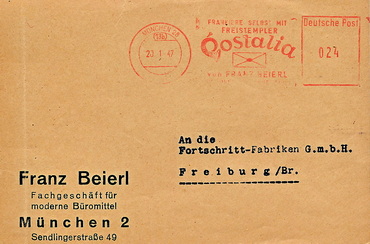 FRANKIERE SELBST MIT
FREISTEMPLER
Postalia
von FRANZ BEIERL
MÜNCHEN
23.1.47
Deutsche Post
024
An die
Fortschritt-Fabriken G.m.b.H.
Freiburg/Br.
Franz Beierl
Fachgeschäft für
moderne Büromittel
München 2
Sendlingerstraße 49